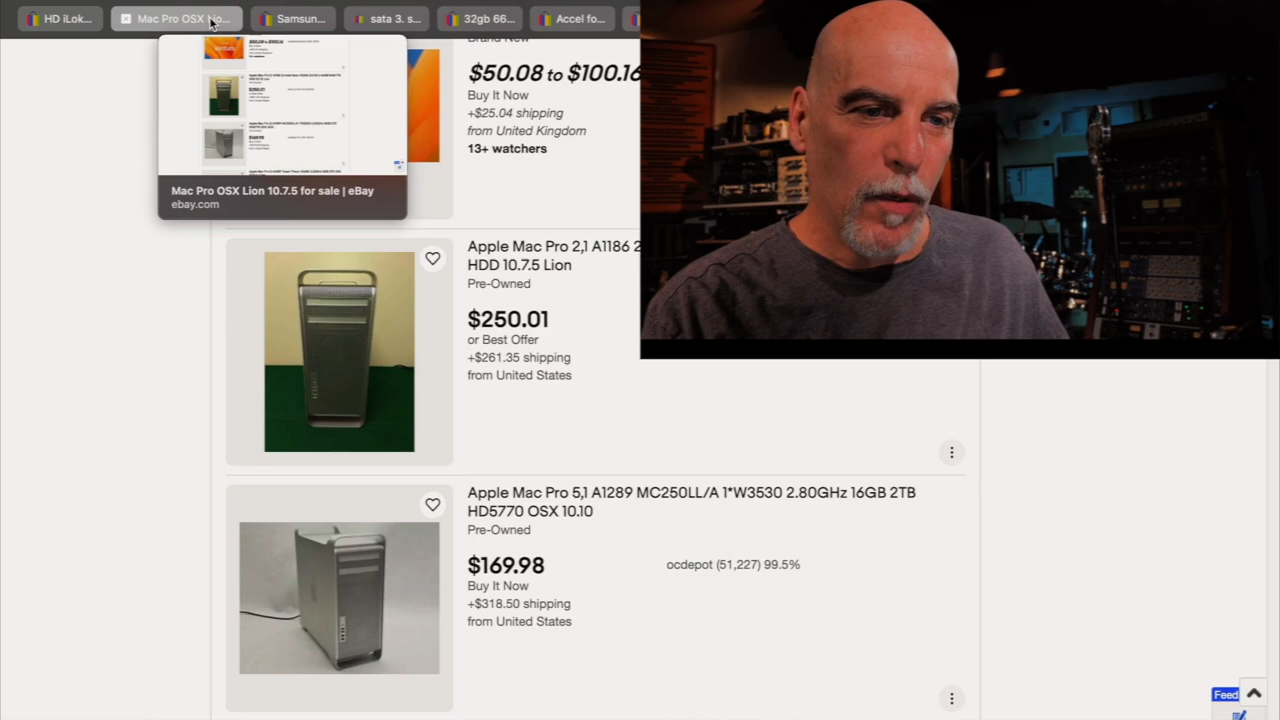 HD iLok...
Mac Pro OSX Lio...
Samsun...
sata 3. s...
32gb 66...
Accel fo...
Mac Pro OSX Lion 10.7.5 for sale | eBay
ebay.com
Brand New
$50.08 to $100.16
Buy It Now
+$25.04 shipping
from United Kingdom
13+ watchers
Apple Mac Pro 2,1 A1186 2
HDD 10.7.5 Lion
Pre-Owned
$250.01
or Best Offer
+$261.35 shipping
from United States
Apple Mac Pro 5,1 A1289 MC250LL/A 1*W3530 2.80GHz 16GB 2TB
HD5770 OSX 10.10
Pre-Owned
$169.98
ocdepot (51,227) 99.5%
Buy It Now
+$318.50 shipping
from United States
Feed